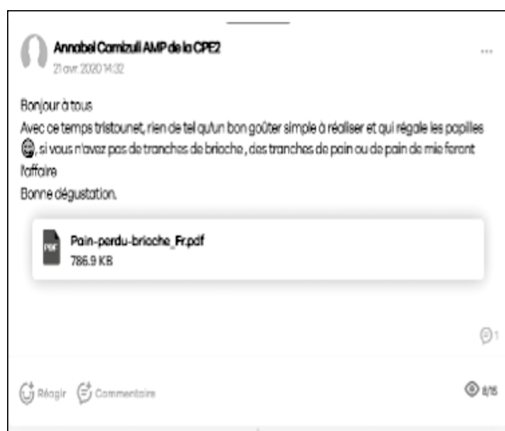 Annabel Camizuli AMP de la CPE2
21 avr. 2020 14:32
Bonjour à tous
Avec ce temps tristounet, rien de tel qu'un bon goûter simple à réaliser et qui régale les papilles
, si vous n'avez pas de tranches de brioche, des tranches de pain ou de pain de mie feront
l'affaire
Bonne dégustation.
PDF
Pain-perdu-brioche_Fr.pdf
786.9 KB
1
Réagir Commentaire